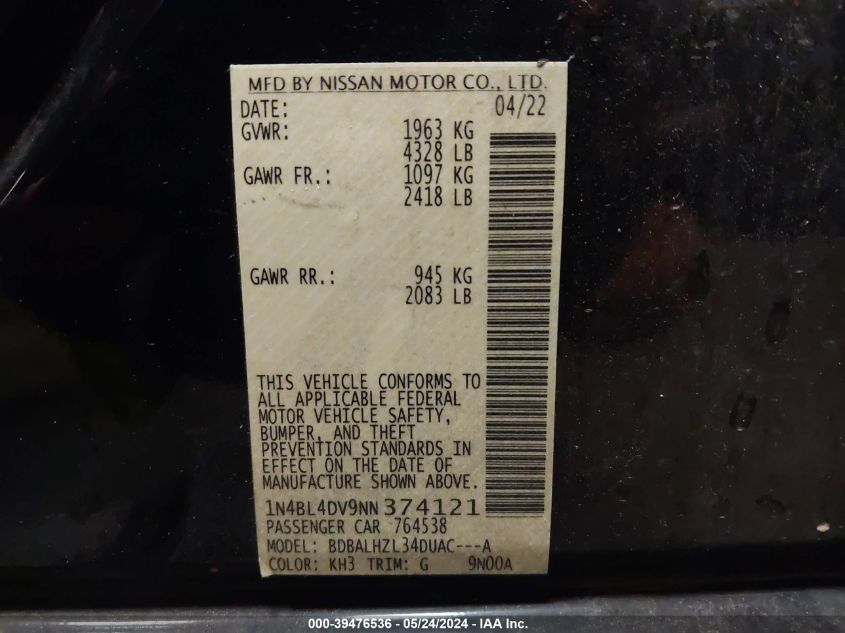 MFD BY NISSAN MOTOR CO., LTD.
DATE: 04/22
GVWR: 1963 KG
4328 LB
GAWR FR.: 1097 KG
2418 LB
GAWR RR.: 945 KG
2083 LB
THIS VEHICLE CONFORMS TO
ALL APPLICABLE FEDERAL
MOTOR VEHICLE SAFETY,
BUMPER, AND THEFT
PREVENTION STANDARDS IN
EFFECT ON THE DATE OF
MANUFACTURE SHOWN ABOVE.
1N4BL4DV9NN374121
PASSENGER CAR 764538
MODEL: BDBALHZL34DUAC---A
COLOR: KH3 TRIM: G 9N00A
000-39476536 - 05/24/2024 - IAA Inc.